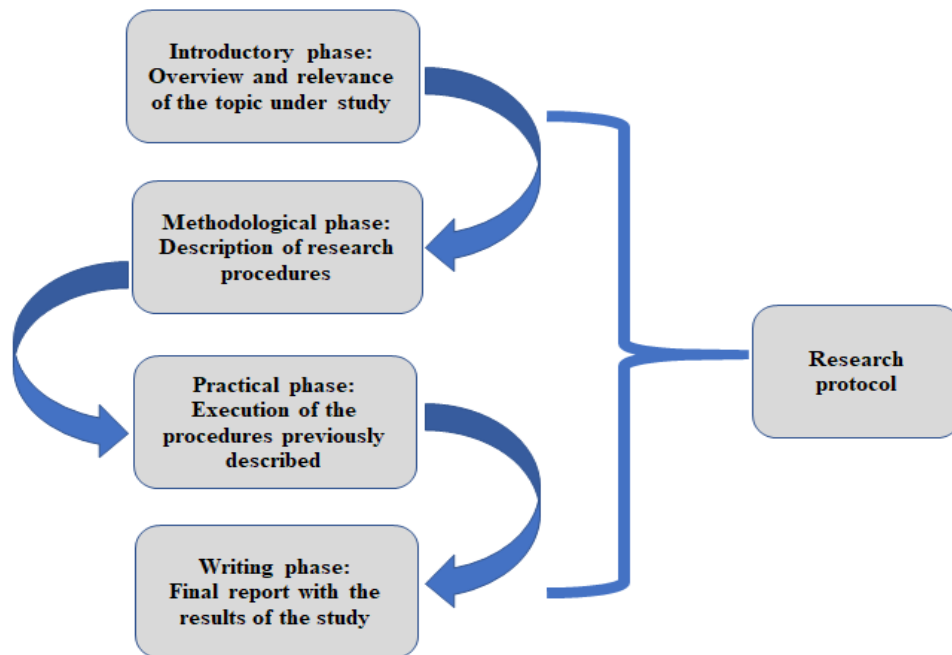 Introductory phase:
Overview and relevance
of the topic under study
Methodological phase:
Description of research
procedures
Practical phase:
Execution of the
procedures previously
described
Writing phase:
Final report with the
results of the study
Research
protocol